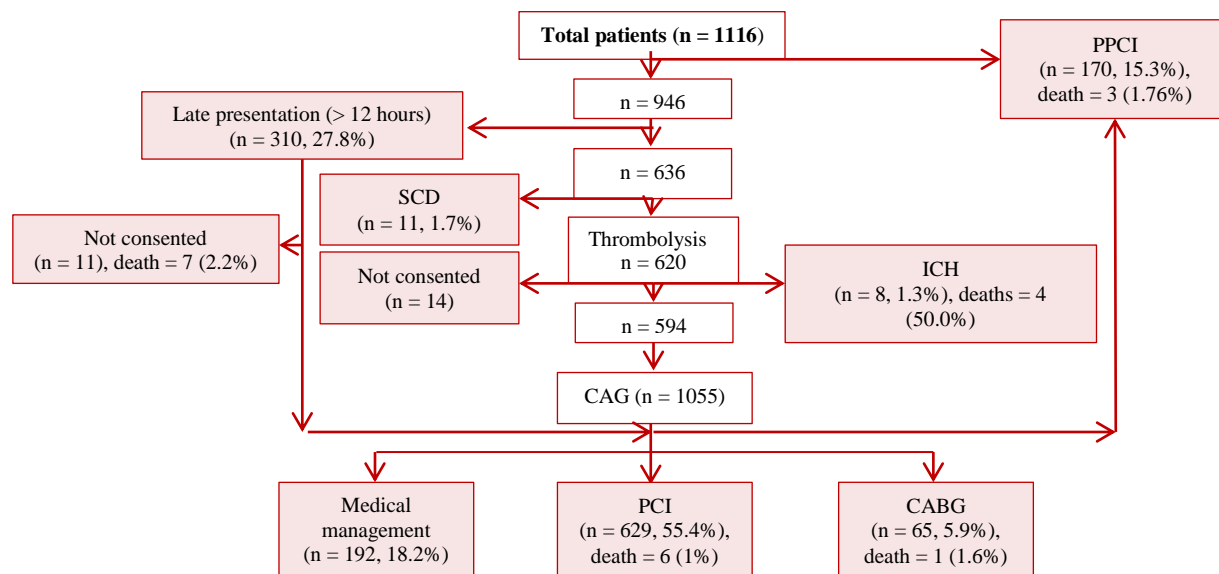 Total patients (n = 1116)
PPCI
(n = 170, 15.3%),
death = 3 (1.76%)
n = 946
Late presentation (> 12 hours)
(n = 310, 27.8%)
n = 636
SCD
(n = 11, 1.7%)
Not consented
(n = 11), death = 7 (2.2%)
Thrombolysis
n = 620
Not consented
(n = 14)
ICH
(n = 8, 1.3%), deaths = 4
(50.0%)
n = 594
CAG (n = 1055)
Medical
management
(n = 192, 18.2%)
PCI
(n = 629, 55.4%),
death = 6 (1%)
CABG
(n = 65, 5.9%),
death = 1 (1.6%)